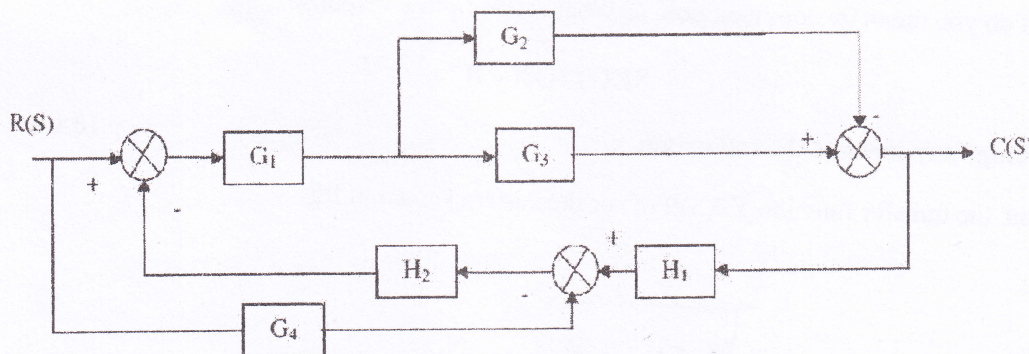 G₂
R(S)
-
+
G₁
G₃
+
C(S)
-
+
H₂
H₁
-
G₄